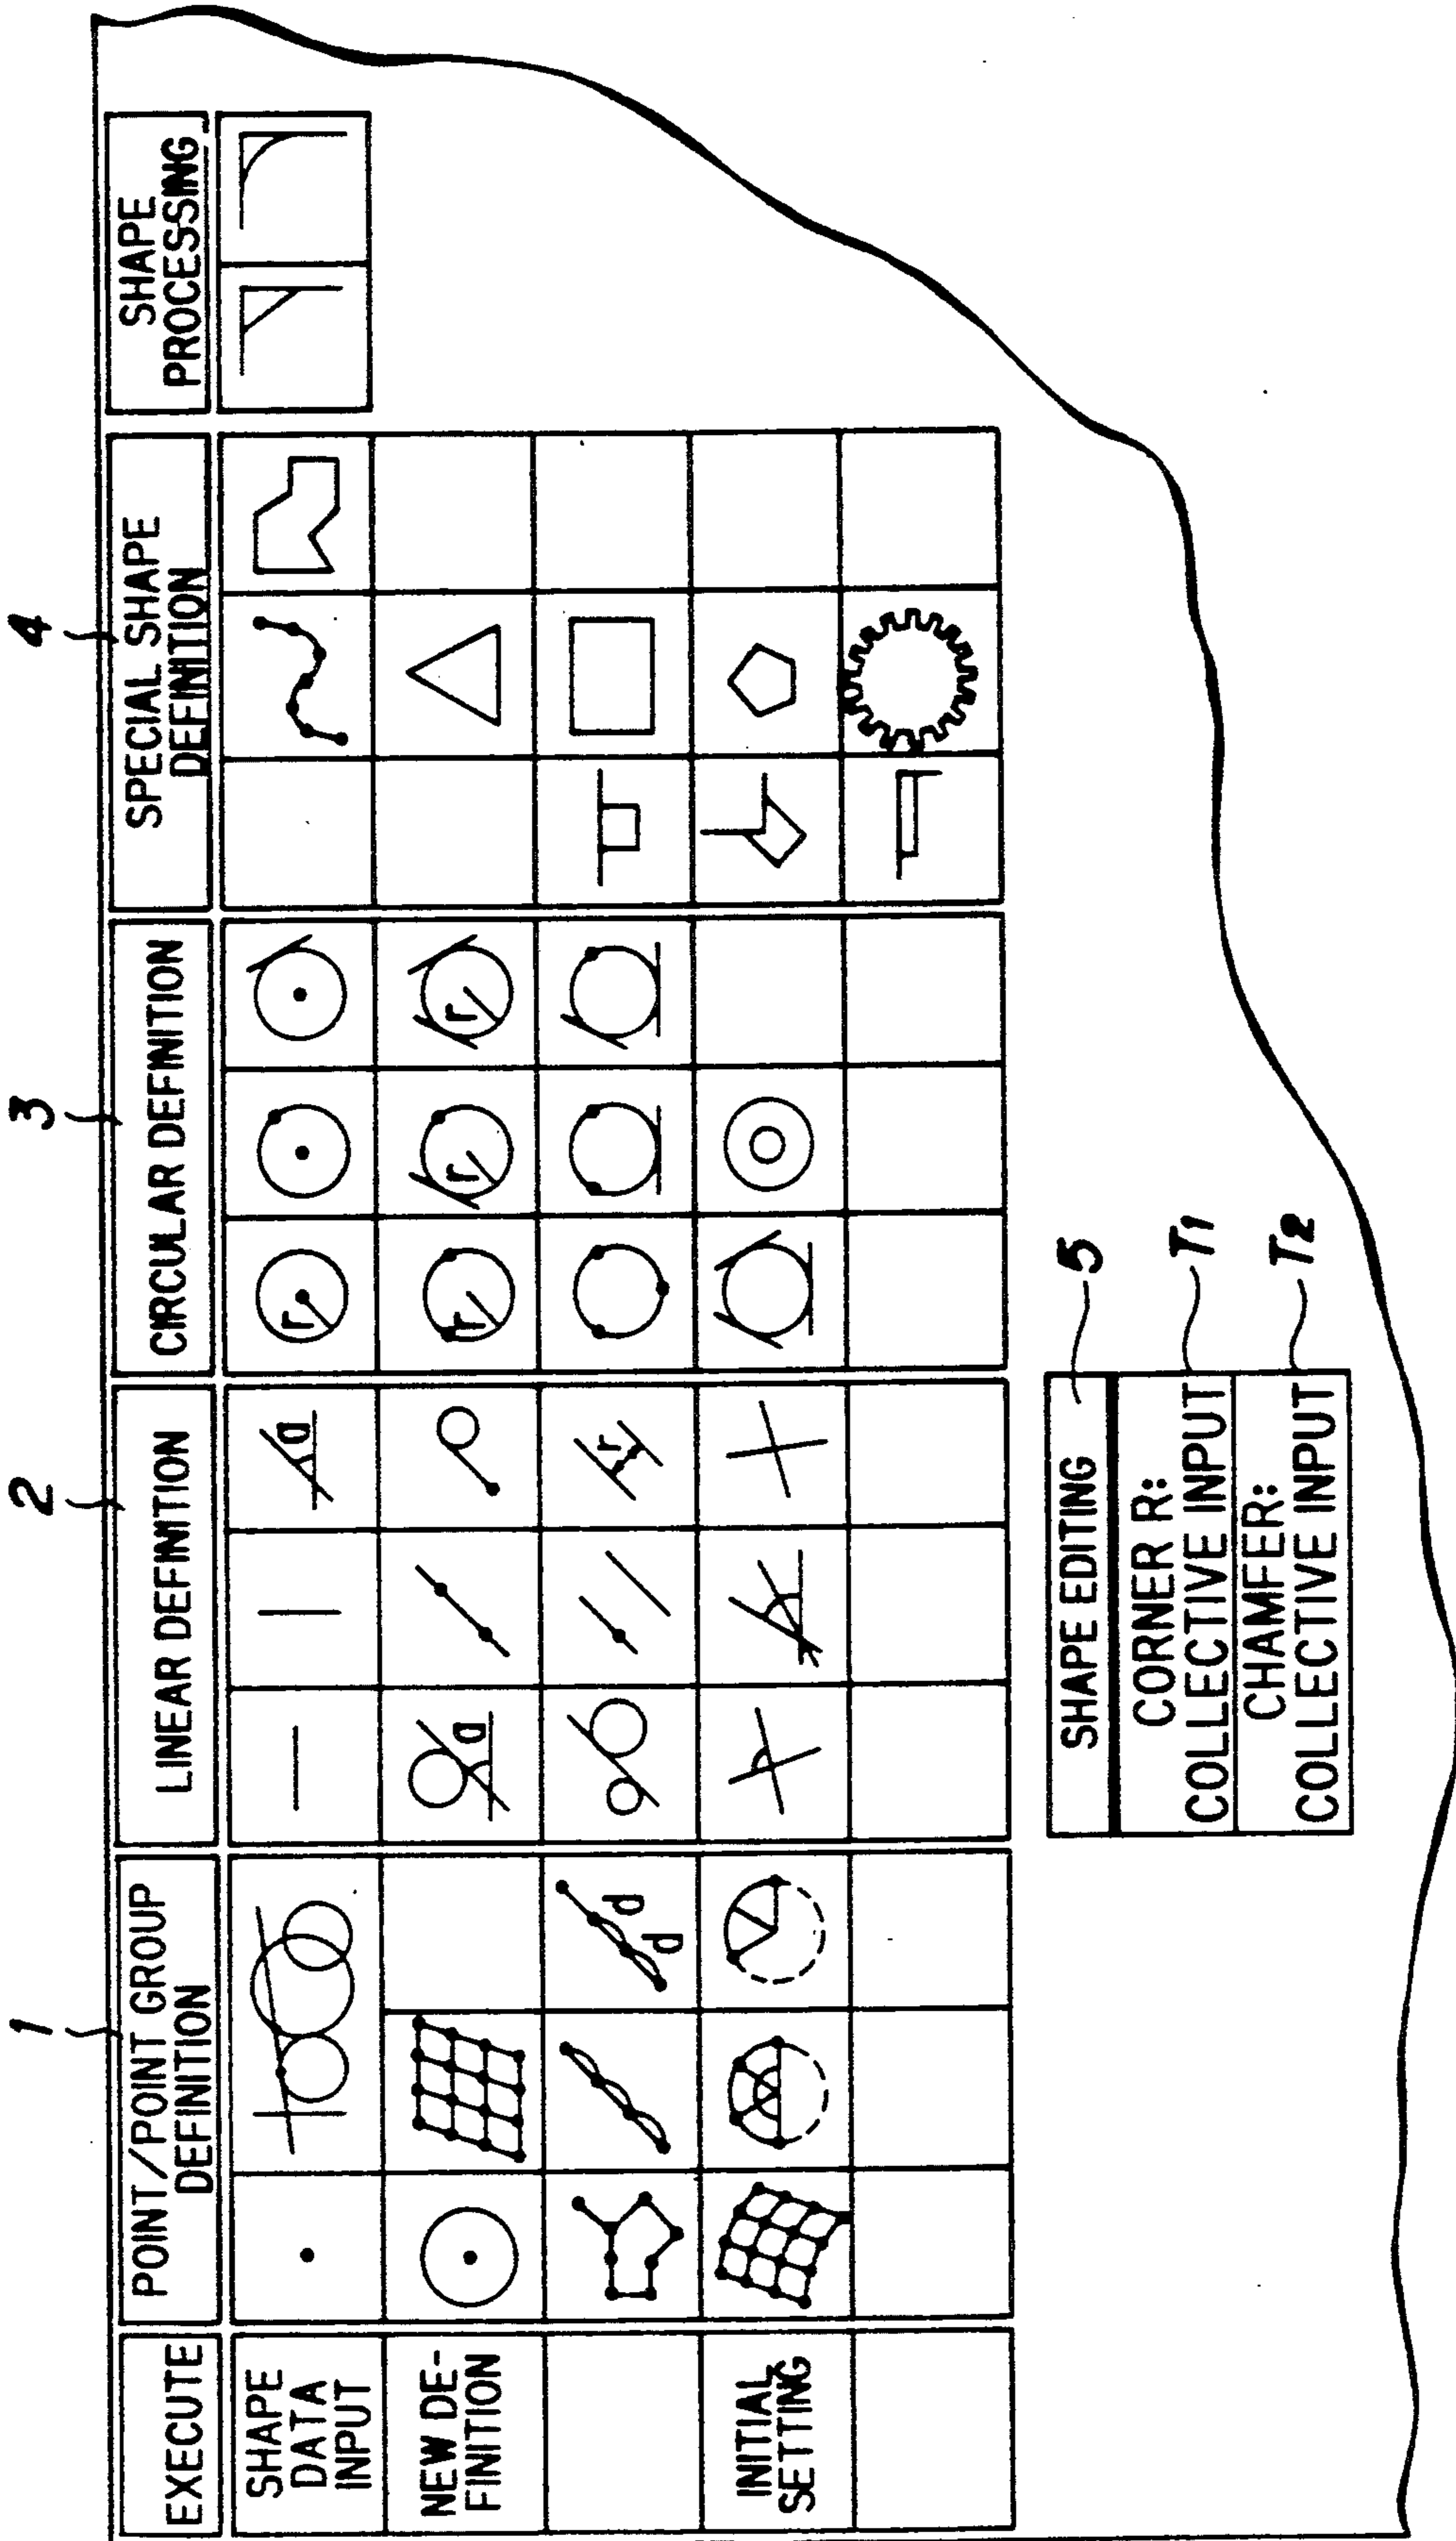 1
2
3
4
EXECUTE
POINT/POINT GROUP
DEFINITION
LINEAR DEFINITION
CIRCULAR DEFINITION
SPECIAL SHAPE
DEFINITION
SHAPE
PROCESSING
SHAPE
DATA
INPUT
a
r
NEW DE-
FINITION
a
r
r
r
d
d
r
INITIAL
SETTING
SHAPE EDITING
5
CORNER R:
COLLECTIVE INPUT
T1
CHAMFER:
COLLECTIVE INPUT
T2